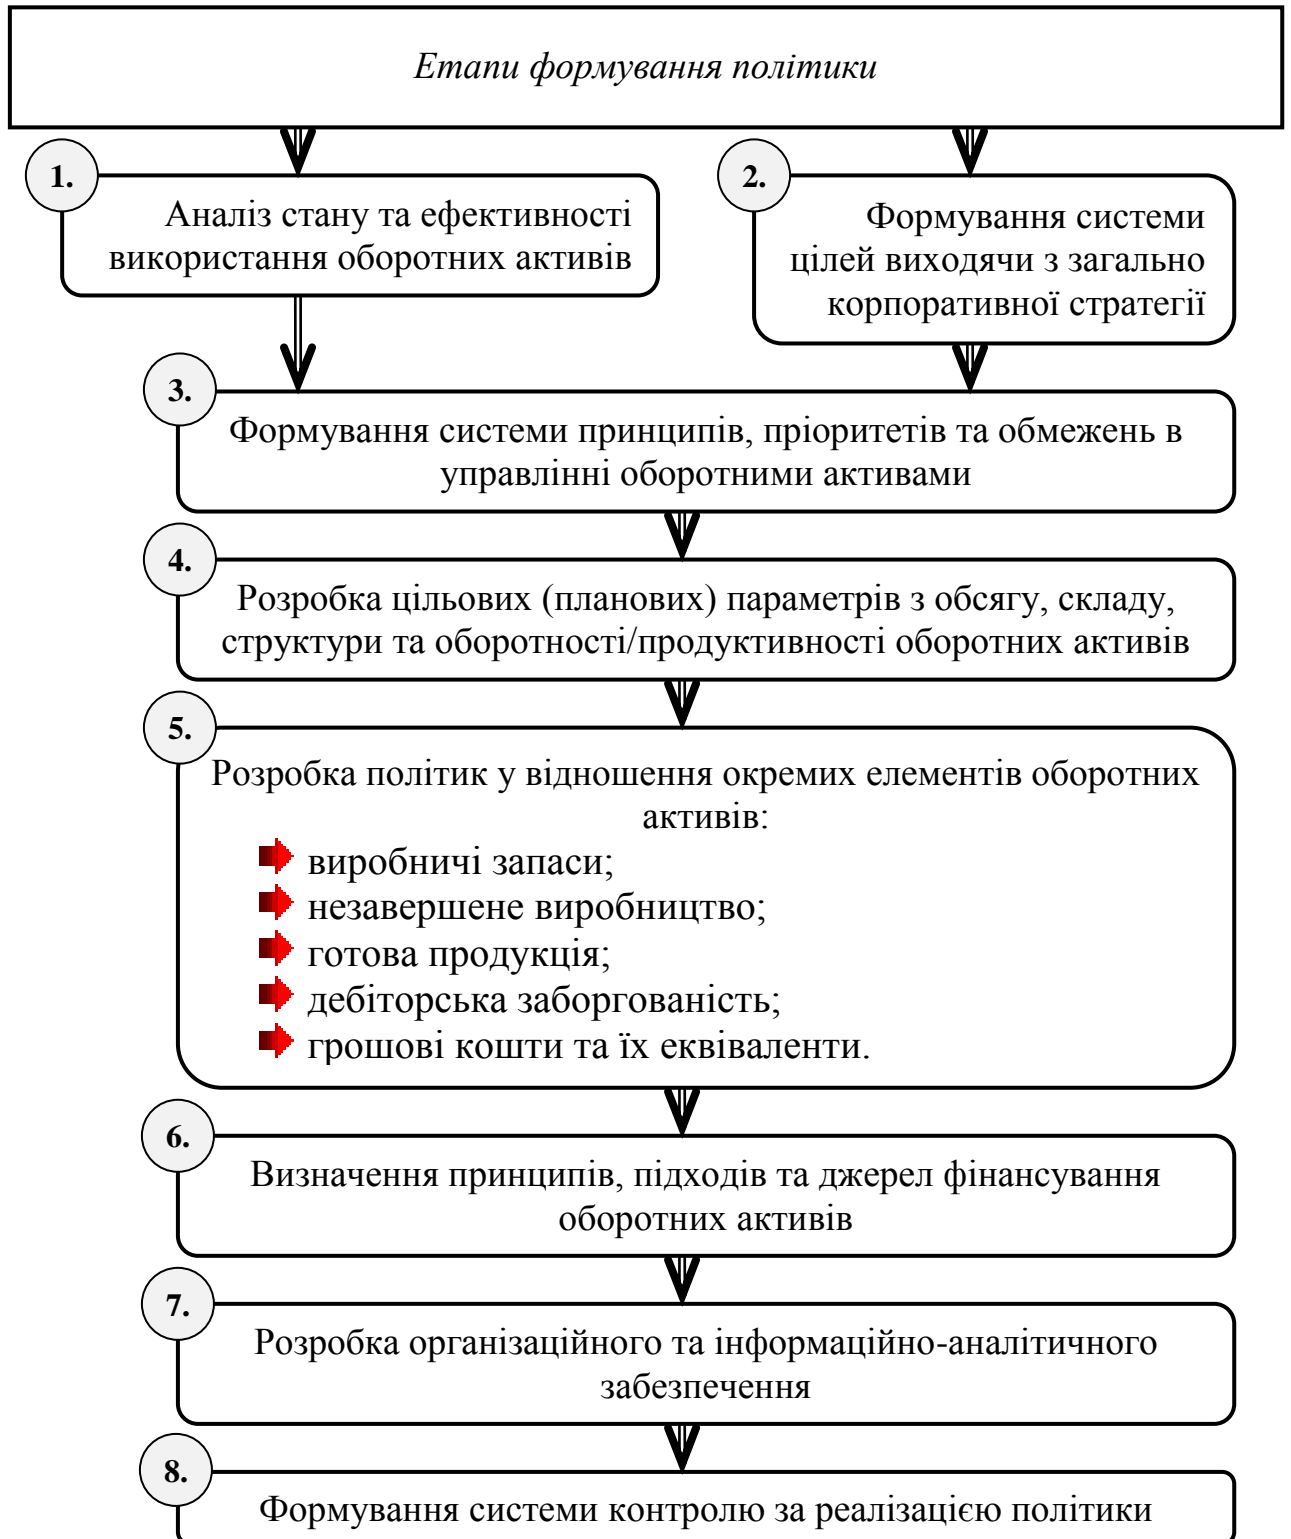 Етапи формування політики
1.
Аналіз стану та ефективності
використання оборотних активів
2.
Формування системи
цілей виходячи з загально
корпоративної стратегії
3.
Формування системи принципів, пріоритетів та обмежень в
управлінні оборотними активами
4.
Розробка цільових (планових) параметрів з обсягу, складу,
структури та оборотності/продуктивності оборотних активів
5.
Розробка політик у відношення окремих елементів оборотних
активів:
виробничі запаси;
незавершене виробництво;
готова продукція;
дебіторська заборгованість;
грошові кошти та їх еквіваленти.
6.
Визначення принципів, підходів та джерел фінансування
оборотних активів
7.
Розробка організаційного та інформаційно-аналітичного
забезпечення
8.
Формування системи контролю за реалізацією політики